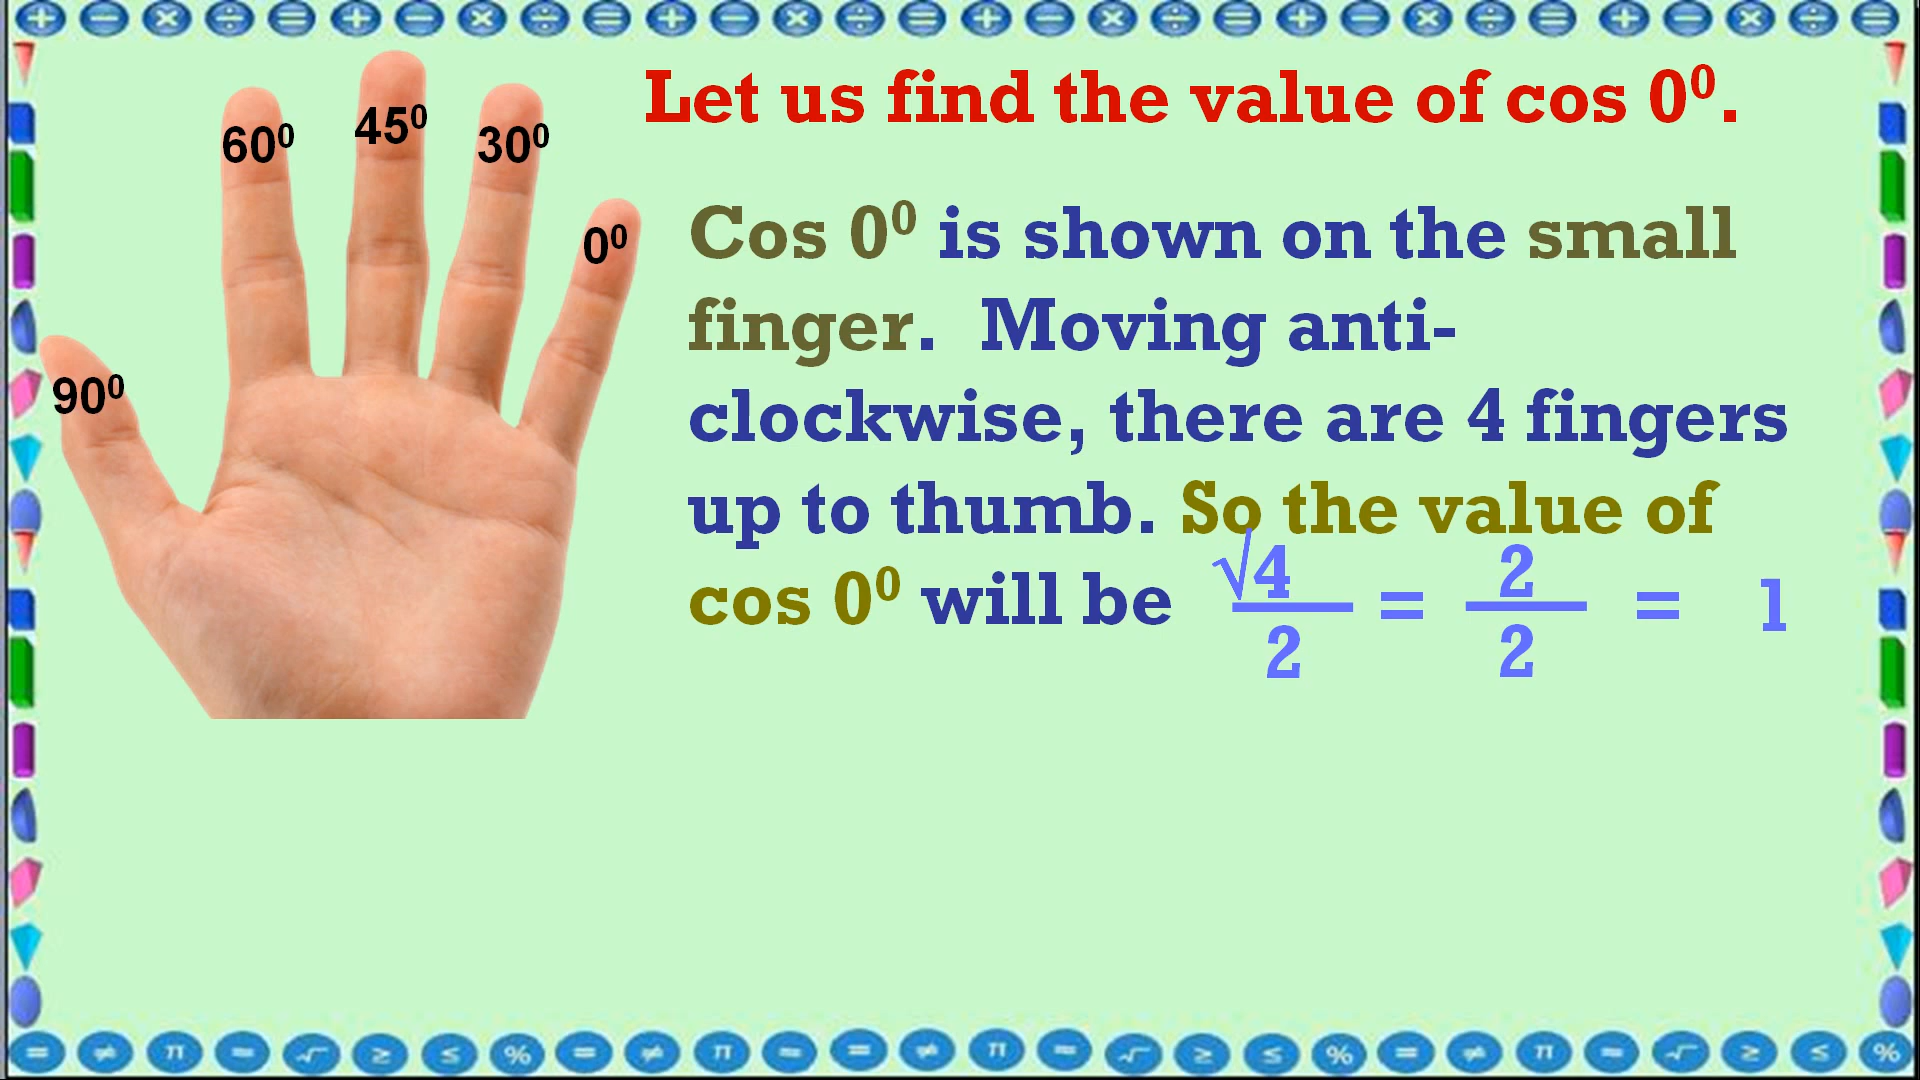 Let us find the value of cos 0⁰.
60⁰
45⁰
30⁰
0⁰
90⁰
Cos 0⁰ is shown on the small
finger. Moving anti-
clockwise, there are 4 fingers
up to thumb. So the value of
cos 0⁰ will be √4/2 = 2/2 = 1